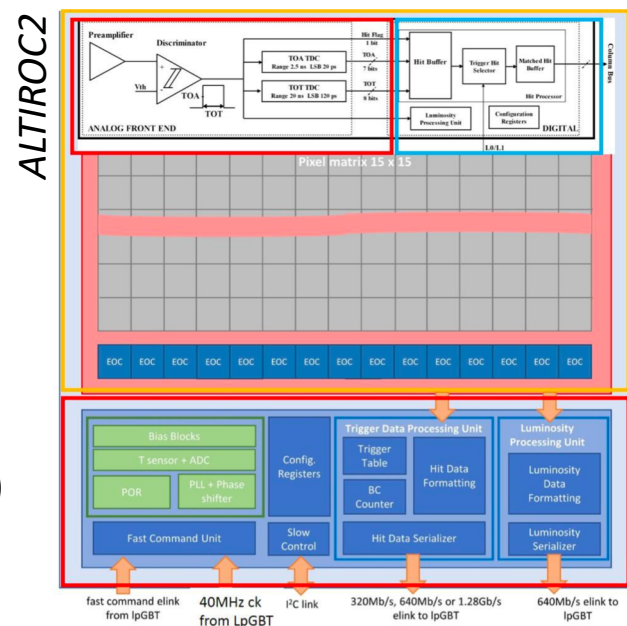 ALTIROC2
Preamplifier
Discriminator
Vth
TOA
TOT
TOA TDC
Range 2.5 ns LSB 20 ps
TOT TDC
Range 20 ns LSB 120 ps
ANALOG FRONT END
Hit Flag
1 bit
TOA
7 bits
TOT
8 bits
Hit Buffer
Trigger Hit
Selector
Matched Hit
Buffer
Hit Processor
Luminosity
Processing Unit
Configuration
Registers
DIGITAL
L0/L1
Column Bus
Pixel matrix 15 x 15
EOC EOC EOC EOC EOC EOC EOC EOC EOC EOC EOC EOC EOC EOC EOC
Bias Blocks
T sensor + ADC
POR
PLL + Phase
shifter
Fast Command Unit
Config.
Registers
Slow
Control
Trigger Data Processing Unit
Trigger
Table
BC
Counter
Hit Data
Formatting
Hit Data Serializer
Luminosity
Processing Unit
Luminosity
Data
Formatting
Luminosity
Serializer
fast command elink
from lpGBT
40MHz ck
from LpGBT
I²C link
320Mb/s, 640Mb/s or 1.28Gb/s
elink to lpGBT
640Mb/s elink to
lpGBT
)